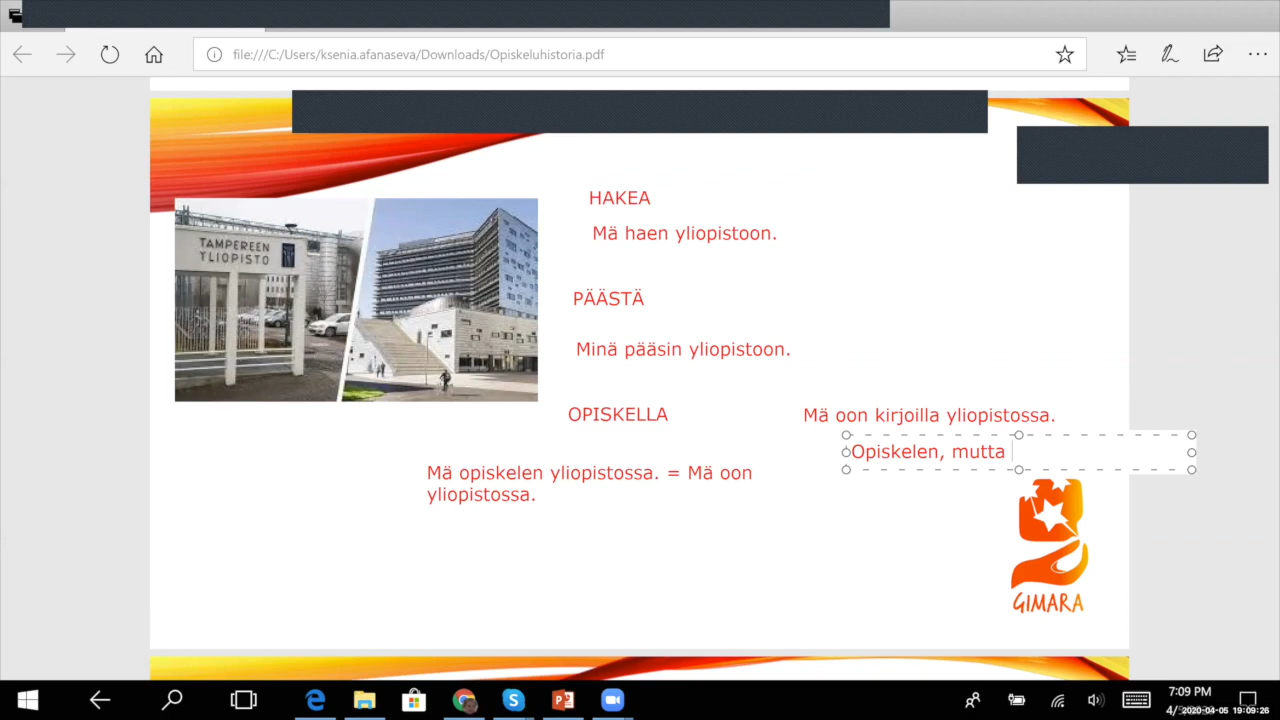 file:///C:/Users/ksenia.afanaseva/Downloads/Opiskeluhistoria.pdf
TAMPEREEN
YLIOPISTO
HAKEA
Mä haen yliopistoon.
PÄÄSTÄ
Minä pääsin yliopistoon.
OPISKELLA
Mä oon kirjoilla yliopistossa.
Opiskelen, mutta
Mä opiskelen yliopistossa. = Mä oon
yliopistossa.
GIMARA
7:09 PM
2020-04-05 19:09:26